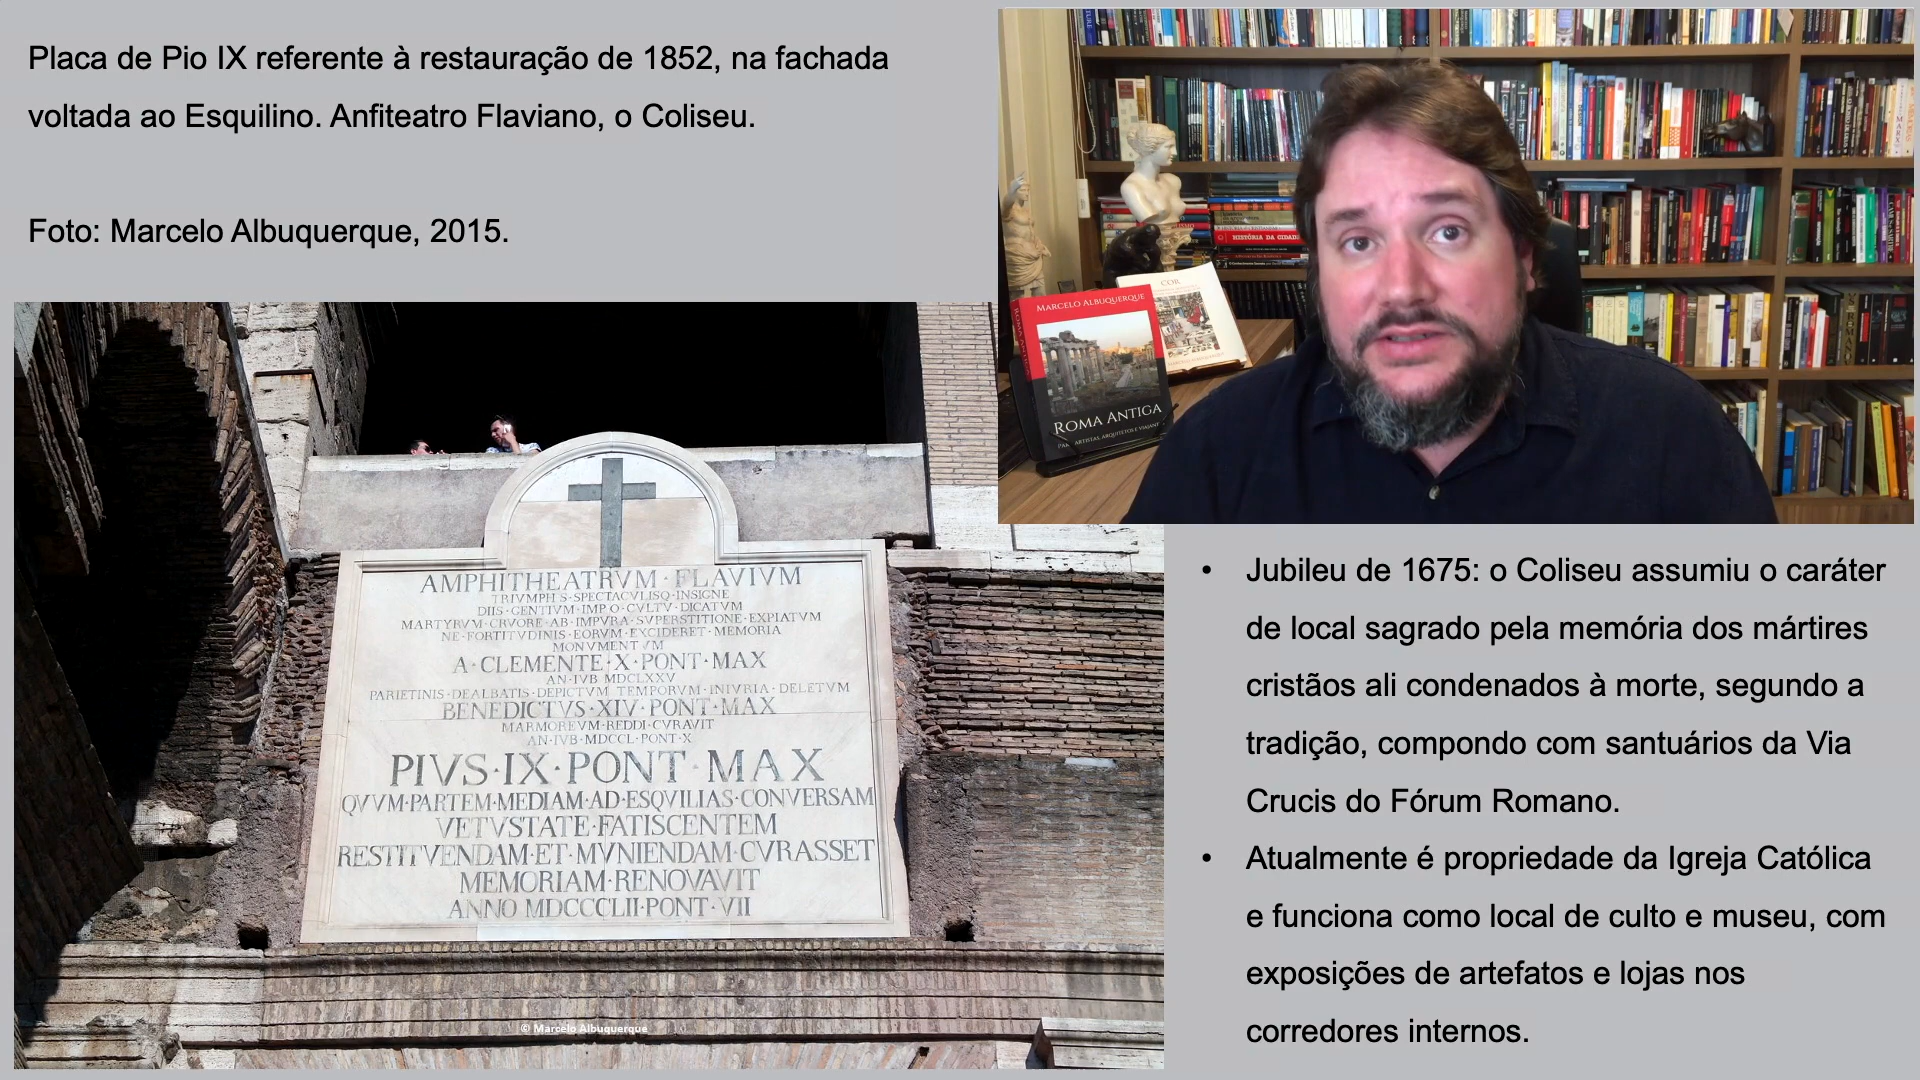 Placa de Pio IX referente à restauração de 1852, na fachada
voltada ao Esquilino. Anfiteatro Flaviano, o Coliseu.
Foto: Marcelo Albuquerque, 2015.
HISTÓRIA DA CIDADE
MARCELO ALBUQUERQUE
COR
ROMA ANTIGA
PARA ARTISTAS, ARQUITETOS E VIAJANTES
AMPHITHEATRVM · FLAVIVM
TRIVMPHIS · SPECTACVLISQ · INSIGNE
DIIS · GENTIVM · IMPIO · CVLTV · DICATVM
MARTYRVM · CRVORE · AB · IMPVRA · SVPERSTITIONE · EXPIATVM
NE · FORTITVDINIS · EORVM · EXCIDERET · MEMORIA
MONVMENTVM
A · CLEMENTE · X · PONT · MAX
AN · IVB · MDCLXXV
PARIETINIS · DEALBATIS · DEPICTVM · TEMPORVM · INIVRIA · DELETVM
BENEDICTVS · XIV · PONT · MAX
MARMOREVM · REDDI · CVRAVIT
AN · IVB · MDCCL · PONT · X
PIVS · IX · PONT · MAX
QVVM · PARTEM · MEDIAM · AD · ESQVILIAS · CONVERSAM
VETVSTATE · FATISCENTEM
RESTITVENDAM · ET · MVNIENDAM · CVRASSET
MEMORIAM · RENOVAVIT
ANNO MDCCCLII · PONT · VII
© Marcelo Albuquerque
• Jubileu de 1675: o Coliseu assumiu o caráter
de local sagrado pela memória dos mártires
cristãos ali condenados à morte, segundo a
tradição, compondo com santuários da Via
Crucis do Fórum Romano.
• Atualmente é propriedade da Igreja Católica
e funciona como local de culto e museu, com
exposições de artefatos e lojas nos
corredores internos.